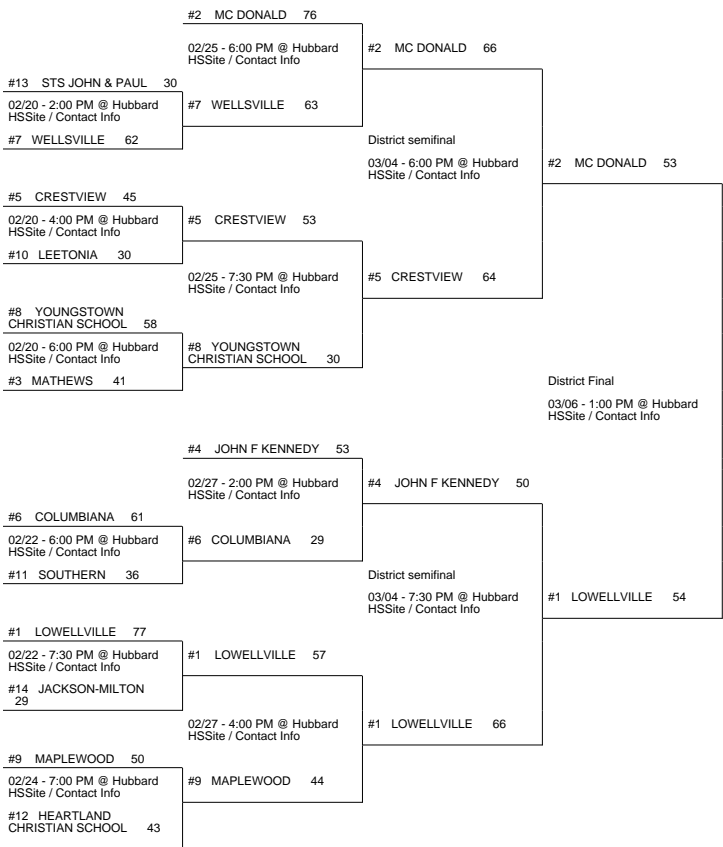 #2 MC DONALD 76
02/25 - 6:00 PM @ Hubbard
HSSite / Contact Info
#2 MC DONALD 66
#13 STS JOHN & PAUL 30
02/20 - 2:00 PM @ Hubbard
HSSite / Contact Info
#7 WELLSVILLE 63
#7 WELLSVILLE 62
District semifinal
03/04 - 6:00 PM @ Hubbard
HSSite / Contact Info
#2 MC DONALD 53
#5 CRESTVIEW 45
02/20 - 4:00 PM @ Hubbard
HSSite / Contact Info
#5 CRESTVIEW 53
#10 LEETONIA 30
02/25 - 7:30 PM @ Hubbard
HSSite / Contact Info
#5 CRESTVIEW 64
#8 YOUNGSTOWN
CHRISTIAN SCHOOL 58
02/20 - 6:00 PM @ Hubbard
HSSite / Contact Info
#8 YOUNGSTOWN
CHRISTIAN SCHOOL 30
#3 MATHEWS 41
District Final
03/06 - 1:00 PM @ Hubbard
HSSite / Contact Info
#4 JOHN F KENNEDY 53
02/27 - 2:00 PM @ Hubbard
HSSite / Contact Info
#4 JOHN F KENNEDY 50
#6 COLUMBIANA 61
02/22 - 6:00 PM @ Hubbard
HSSite / Contact Info
#6 COLUMBIANA 29
#11 SOUTHERN 36
District semifinal
03/04 - 7:30 PM @ Hubbard
HSSite / Contact Info
#1 LOWELLVILLE 54
#1 LOWELLVILLE 77
02/22 - 7:30 PM @ Hubbard
HSSite / Contact Info
#1 LOWELLVILLE 57
#14 JACKSON-MILTON
29
02/27 - 4:00 PM @ Hubbard
HSSite / Contact Info
#1 LOWELLVILLE 66
#9 MAPLEWOOD 50
02/24 - 7:00 PM @ Hubbard
HSSite / Contact Info
#9 MAPLEWOOD 44
#12 HEARTLAND
CHRISTIAN SCHOOL 43